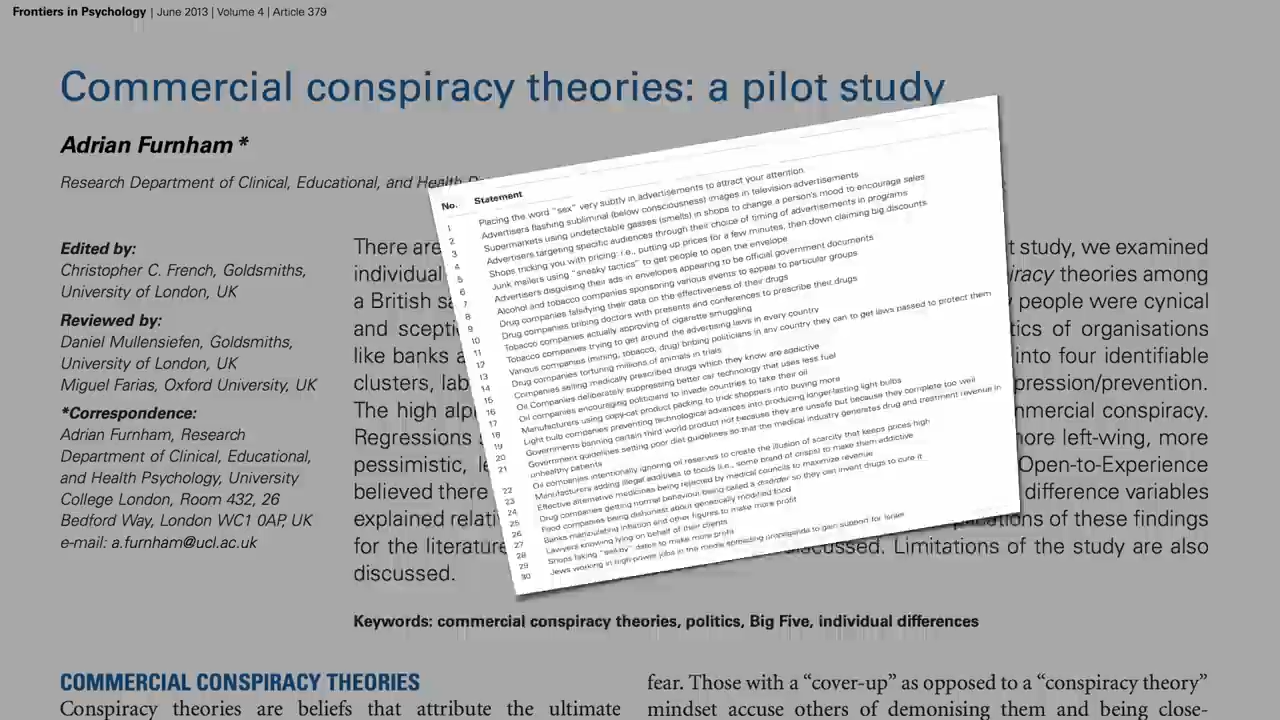 Frontiers in Psychology | June 2013 | Volume 4 | Article 379
Commercial conspiracy theories: a pilot study
Adrian Furnham *
Research Department of Clinical, Educational, and Health
Edited by:
Christopher C. French, Goldsmiths,
University of London, UK
Reviewed by:
Daniel Mullensiefen, Goldsmiths,
University of London, UK
Miguel Farias, Oxford University, UK
*Correspondence:
Adrian Furnham, Research
Department of Clinical, Educational,
and Health Psychology, University
College London, Room 432, 26
Bedford Way, London WC1 0AP, UK
e-mail: a.furnham@ucl.ac.uk
There are
t study, we examined
individual
theories among
a British
people were cynical
and
tics of organisations
like banks
into four identifiable
clusters,
pression/prevention.
The high
mmercial conspiracy.
Regressions
more left-wing, more
pessimistic,
Open-to-Experience
believed there
difference variables
explained
of these findings
for the literature
discussed. Limitations of the study are also
discussed.
No. Statement
1 Placing the word "sex" very subtly in advertisements to attract your attention
2 Advertisers flashing subliminal (below consciousness) images in television advertisements
3 Supermarkets using undetectable gasses (smells) in shops to change a person's mood to encourage sales
4 Advertisers targeting specific audiences through their choice of timing of advertisements in programs
5 Shops tricking you with pricing: i.e., putting up prices for a few minutes, then down claiming big discounts
6 Junk mailers using "sneaky tactics" to get people to open the envelope
7 Advertisers disguising their ads in envelopes appearing to be official government documents
8 Alcohol and tobacco companies sponsoring various events to appeal to particular groups
9 Drug companies falsifying their data on the effectiveness of their drugs
10 Drug companies bribing doctors with presents and conferences to prescribe their drugs
11 Tobacco companies actually approving of cigarette smuggling
12 Tobacco companies trying to get around the advertising laws in every country
13 Various companies (mining, tobacco, drug) bribing politicians in any country they can to get laws passed to protect them
14 Drug companies torturing millions of animals in trials
15 Companies selling medically prescribed drugs which they know are addictive
16 Oil Companies deliberately suppressing better car technology that uses less fuel
17 Oil companies encouraging politicians to invade countries to take their oil
18 Manufacturers using copy-cat product packing to trick shoppers into buying more
19 Light bulb companies preventing technological advances into producing longer-lasting light bulbs
20 Governments banning certain third world product not because they are unsafe but because they complete too well
21 Government guidelines setting poor diet guidelines so that the medical industry generates drug and treatment revenue in
unhealthy patients
22 Oil companies intentionally ignoring oil reserves to create the illusion of scarcity that keeps prices high
23 Manufacturers adding illegal additives to foods (i.e., some brand of crisps) to make them addictive
24 Effective alternative medicines being rejected by medical councils to maximize revenue
25 Drug companies getting normal behaviour being called a disorder so they can invent drugs to cure it
26 Food companies being dishonest about genetically modified food
27 Banks manipulating inflation and other figures to make more profit
28 Lawyers knowing lying on behalf of their clients
29 Shops faking "sell-by" dates to make more profit
30 Jews working in high-power jobs in the media spreading propaganda to gain support for Israel
Keywords: commercial conspiracy theories, politics, Big Five, individual differences
COMMERCIAL CONSPIRACY THEORIES
Conspiracy theories are beliefs that attribute the ultimate
fear. Those with a “cover-up” as opposed to a “conspiracy theory”
mindset accuse others of demonising them and being close-